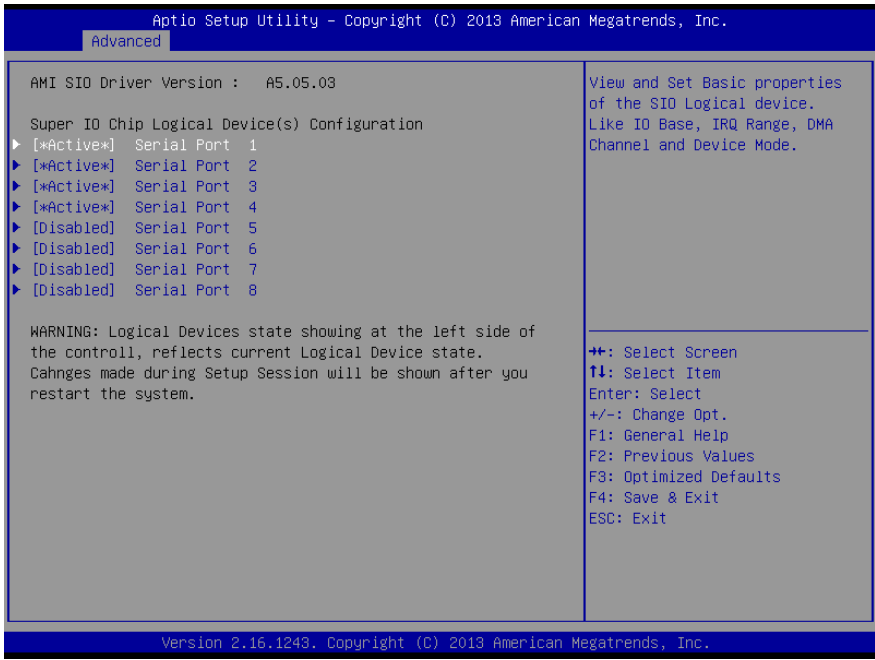 Aptio Setup Utility – Copyright (C) 2013 American Megatrends, Inc.
Advanced
AMI SIO Driver Version : A5.05.03
Super IO Chip Logical Device(s) Configuration
[*Active*] Serial Port 1
[*Active*] Serial Port 2
[*Active*] Serial Port 3
[*Active*] Serial Port 4
[Disabled] Serial Port 5
[Disabled] Serial Port 6
[Disabled] Serial Port 7
[Disabled] Serial Port 8
WARNING: Logical Devices state showing at the left side of
the controll, reflects current Logical Device state.
Cahnges made during Setup Session will be shown after you
restart the system.
View and Set Basic properties
of the SIO Logical device.
Like IO Base, IRQ Range, DMA
Channel and Device Mode.
→←: Select Screen
↑↓: Select Item
Enter: Select
+/-: Change Opt.
F1: General Help
F2: Previous Values
F3: Optimized Defaults
F4: Save & Exit
ESC: Exit
Version 2.16.1243. Copyright (C) 2013 American Megatrends, Inc.